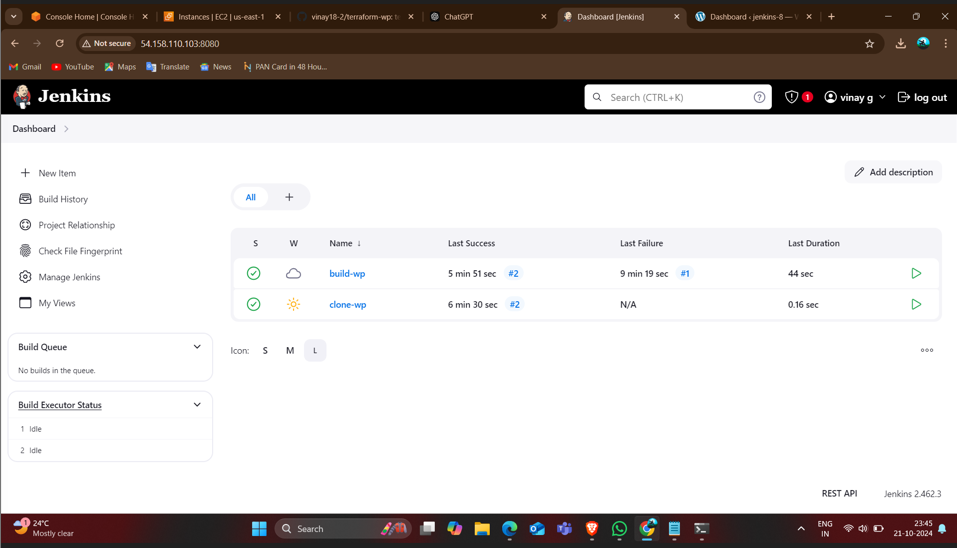 Console Home | Console H
Instances | EC2 | us-east-1
vinay18-2/terraform-wp: te
ChatGPT
Dashboard [Jenkins]
Dashboard ‹ jenkins-8 — W
Not secure
54.158.110.103:8080
Gmail
YouTube
Maps
Translate
News
PAN Card in 48 Hou...
Jenkins
Search (CTRL+K)
1
vinay g
log out
Dashboard
New Item
Build History
Project Relationship
Check File Fingerprint
Manage Jenkins
My Views
Build Queue
No builds in the queue.
Build Executor Status
1 Idle
2 Idle
Add description
All +
S W Name ↓ Last Success Last Failure Last Duration
build-wp 5 min 51 sec #2 9 min 19 sec #1 44 sec
clone-wp 6 min 30 sec #2 N/A 0.16 sec
Icon: S M L
REST API
Jenkins 2.462.3
1
24°C
Mostly clear
Search
ENG
IN
23:45
21-10-2024